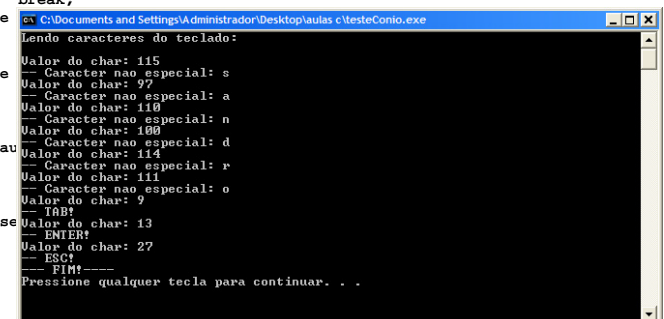 break;
C:\Documents and Settings\Administrador\Desktop\aulas c\testeConio.exe
e
Lendo caracteres do teclado:
Valor do char: 115
e
-- Caracter nao especial: s
Valor do char: 97
-- Caracter nao especial: a
Valor do char: 110
-- Caracter nao especial: n
Valor do char: 100
-- Caracter nao especial: d
au
Valor do char: 114
-- Caracter nao especial: r
Valor do char: 111
-- Caracter nao especial: o
Valor do char: 9
-- TAB!
se
Valor do char: 13
-- ENTER!
Valor do char: 27
-- ESC!
--- FIM!----
Pressione qualquer tecla para continuar. . .